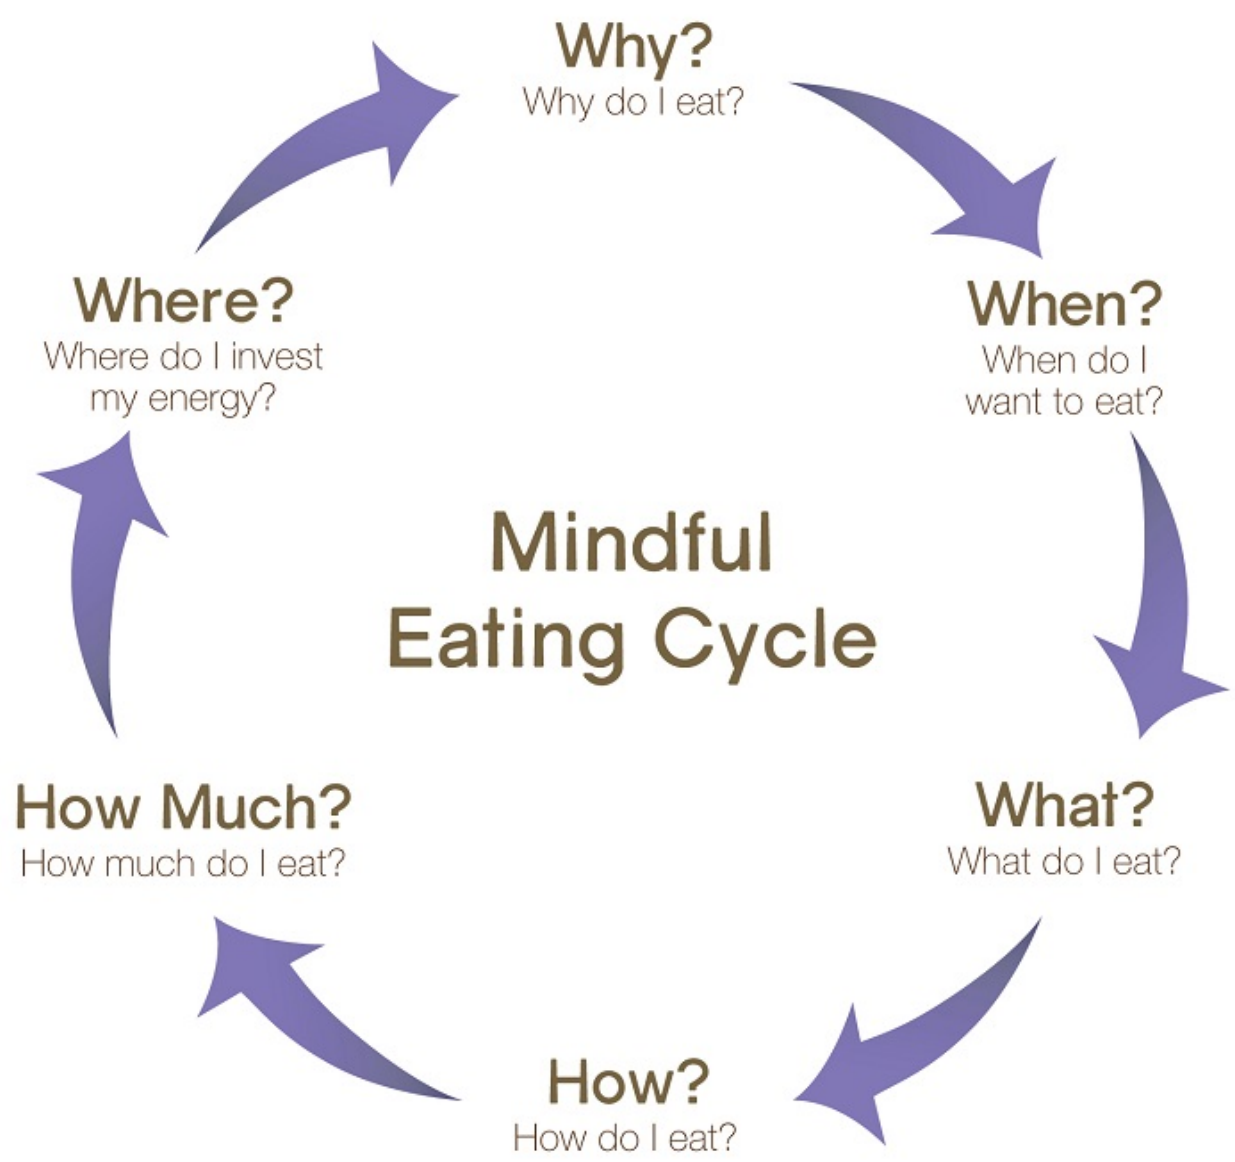 Why?
Why do I eat?
When?
When do I
want to eat?
What?
What do I eat?
How?
How do I eat?
How Much?
How much do I eat?
Where?
Where do I invest
my energy?
Mindful
Eating Cycle